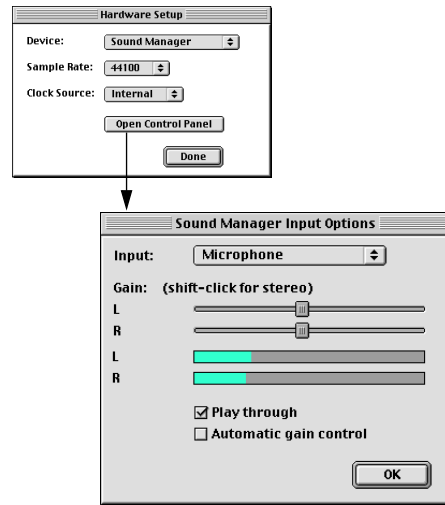 Hardware Setup
Device: Sound Manager
Sample Rate: 44100
Clock Source: Internal
Open Control Panel
Done
Sound Manager Input Options
Input: Microphone
Gain: (shift-click for stereo)
L
R
L
R
Play through
Automatic gain control
OK